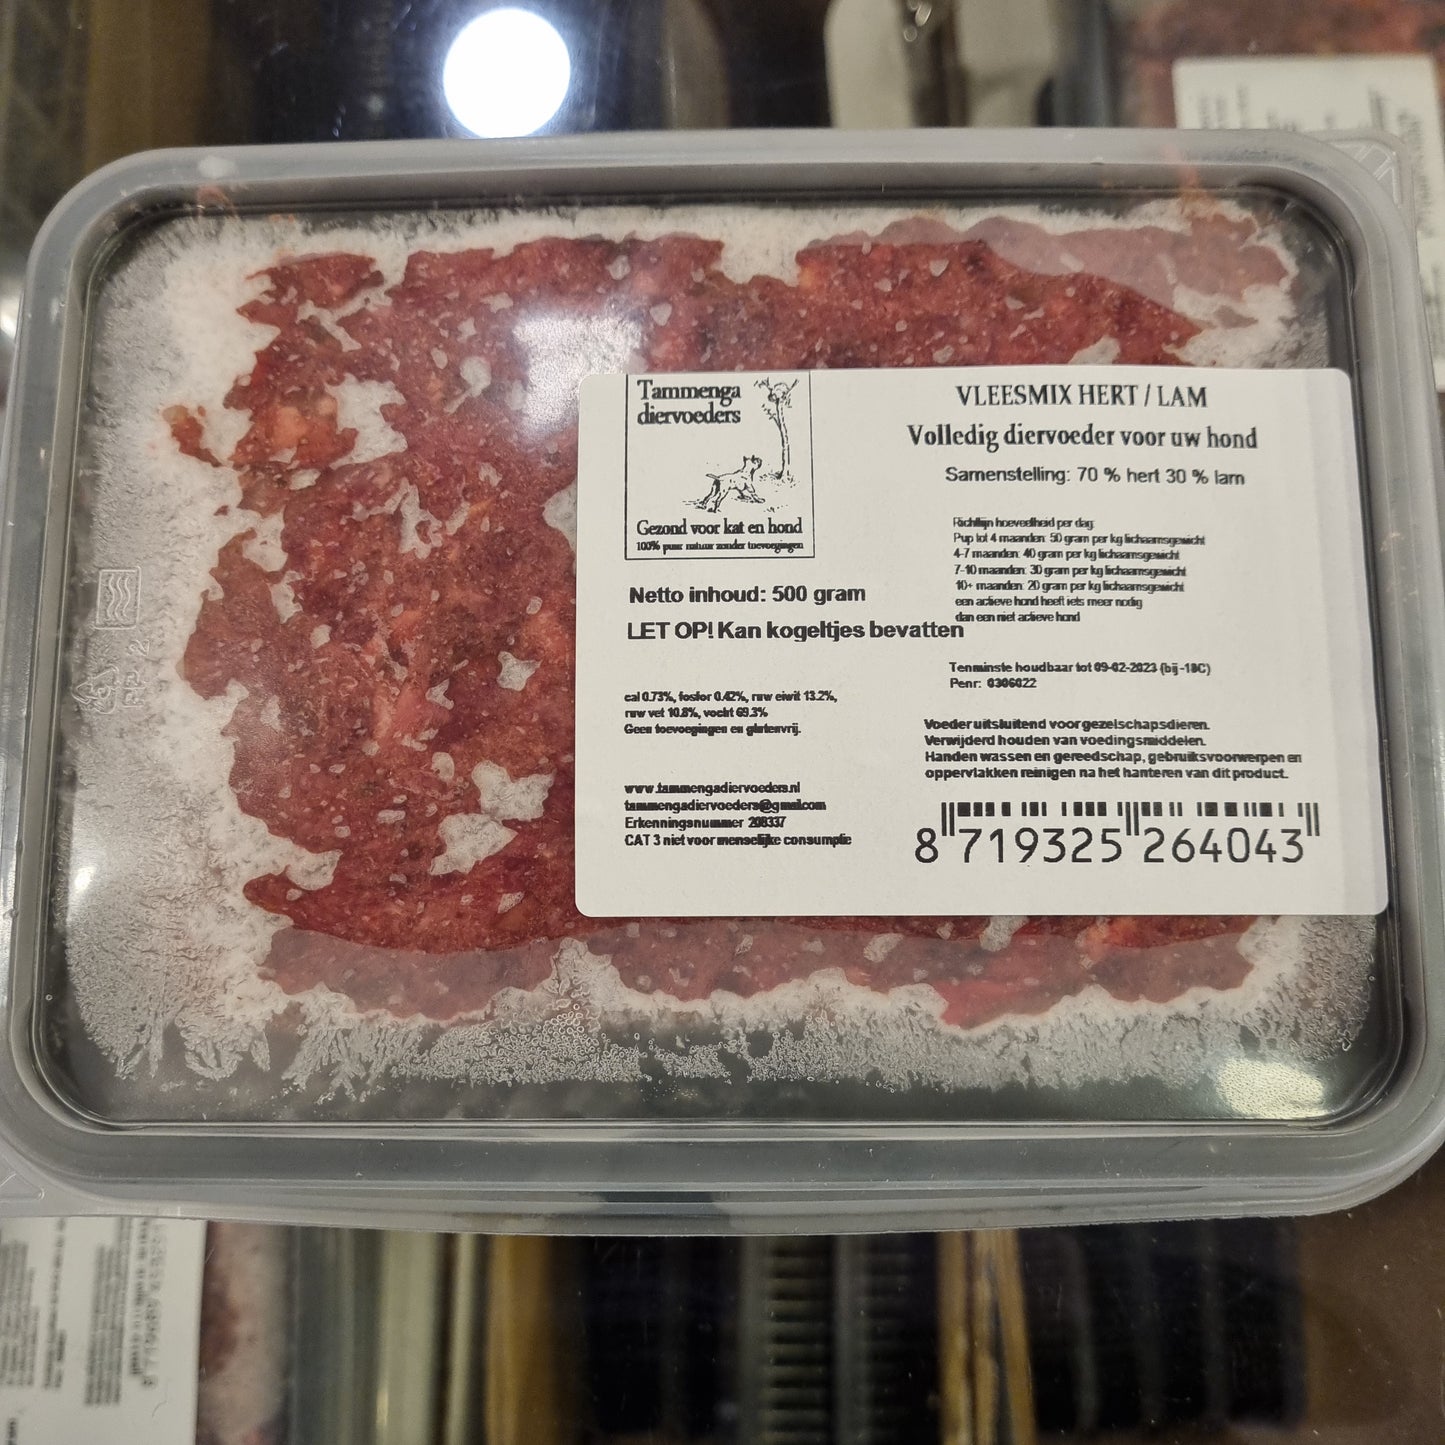 Tammenga
diervoeders
Gezond voor kat en hond
100% puur natuur zonder toevoegingen
Netto inhoud: 500 gram
LET OP! Kan kogeltjes bevatten
cal 0.73%, fosfor 0.42%, ruw eiwit 13.2%,
ruw vet 10.8%, vocht 69.3%
Geen toevoegingen en glutenvrij.
www.tammengadiervoeders.nl
tammengadiervoeders@gmail.com
Erkenningsnummer 208337
CAT 3 niet voor menselijke consumptie
VLEESMIX HERT / LAM
Volledig diervoeder voor uw hond
Samenstelling: 70 % hert 30 % lam
Richtlijn hoeveelheid per dag:
Pup tot 4 maanden: 50 gram per kg lichaamsgewicht
4-7 maanden: 40 gram per kg lichaamsgewicht
7-10 maanden: 30 gram per kg lichaamsgewicht
10+ maanden: 20 gram per kg lichaamsgewicht
een actieve hond heeft iets meer nodig
dan een niet actieve hond
Tenminste houdbaar tot 09-02-2023 (bij -18C)
Penr: 0306022
Voeder uitsluitend voor gezelschapsdieren.
Verwijderd houden van voedingsmiddelen.
Handen wassen en gereedschap, gebruiksvoorwerpen en
oppervlakken reinigen na het hanteren van dit product.
8 719325 264043
PP 2